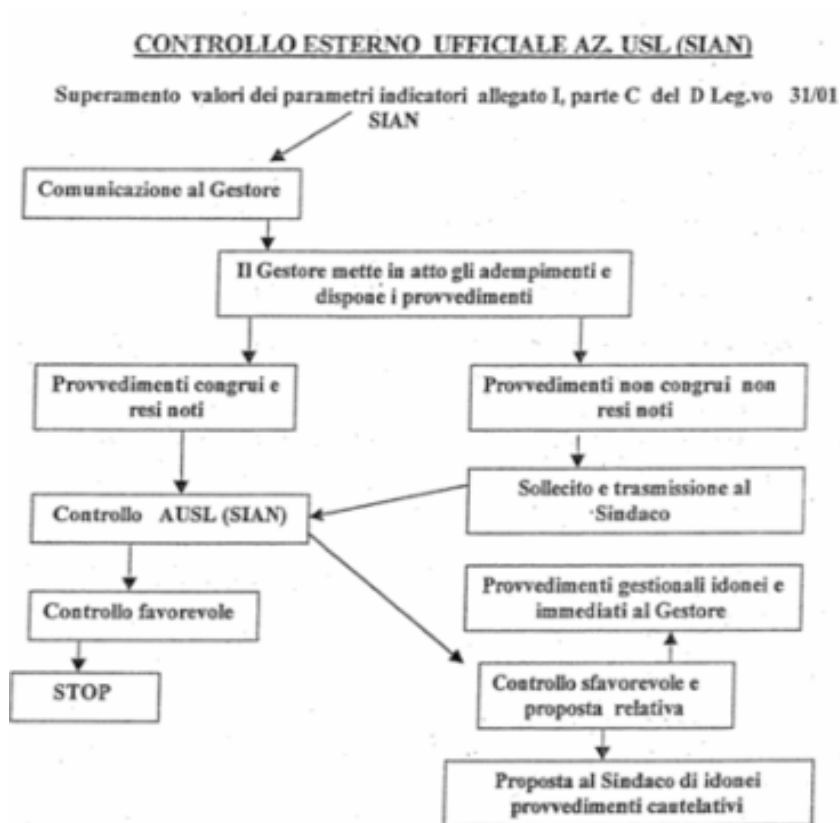 CONTROLLO ESTERNO UFFICIALE AZ. USL (SIAN)
Superamento valori dei parametri indicatori allegato I, parte C del D Leg.vo 31/01
SIAN
Comunicazione al Gestore
Il Gestore mette in atto gli adempimenti e
dispone i provvedimenti
Provvedimenti congrui e
resi noti
Provvedimenti non congrui non
resi noti
Sollecito e trasmissione al
Sindaco
Controllo AUSL (SIAN)
Provvedimenti gestionali idonei e
immediati al Gestore
Controllo favorevole
STOP
Controllo sfavorevole e
proposta relativa
Proposta al Sindaco di idonei
provvedimenti cautelativi